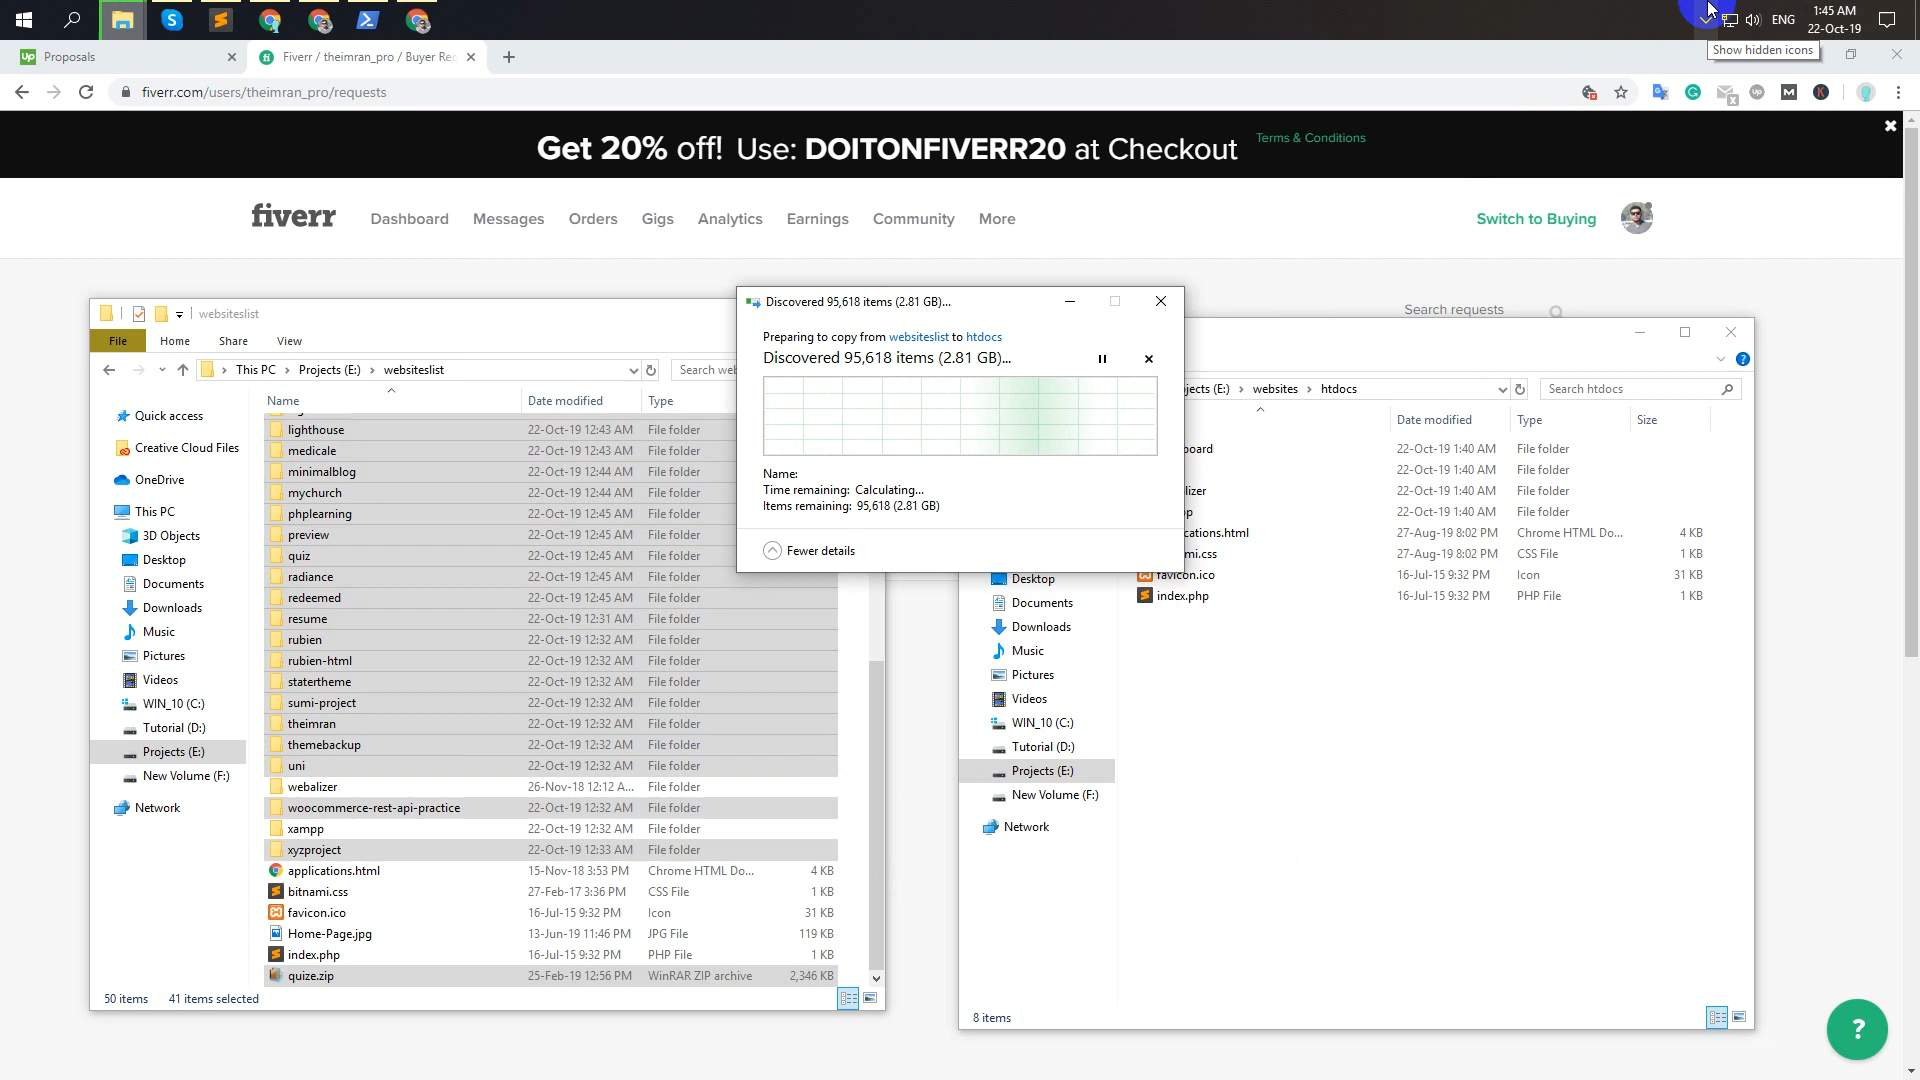 ENG
1:45 AM
22-Oct-19
Show hidden icons
Proposals
Fiverr / theimran_pro / Buyer Rec
fiverr.com/users/theimran_pro/requests
Get 20% off! Use: DOITONFIVERR20 at Checkout
Terms & Conditions
fiverr
Dashboard
Messages
Orders
Gigs
Analytics
Earnings
Community
More
Switch to Buying
Search requests
websiteslist
File
Home
Share
View
This PC
Projects (E:)
websiteslist
Search wel
Quick access
Creative Cloud Files
OneDrive
This PC
3D Objects
Desktop
Documents
Downloads
Music
Pictures
Videos
WIN_10 (C:)
Tutorial (D:)
Projects (E:)
New Volume (F:)
Network
Name Date modified Type
lighthouse 22-Oct-19 12:43 AM File folder
medicale 22-Oct-19 12:43 AM File folder
minimalblog 22-Oct-19 12:44 AM File folder
mychurch 22-Oct-19 12:44 AM File folder
phplearning 22-Oct-19 12:45 AM File folder
preview 22-Oct-19 12:45 AM File folder
quiz 22-Oct-19 12:45 AM File folder
radiance 22-Oct-19 12:45 AM File folder
redeemed 22-Oct-19 12:45 AM File folder
resume 22-Oct-19 12:31 AM File folder
rubien 22-Oct-19 12:32 AM File folder
rubien-html 22-Oct-19 12:32 AM File folder
statertheme 22-Oct-19 12:32 AM File folder
sumi-project 22-Oct-19 12:32 AM File folder
theimran 22-Oct-19 12:32 AM File folder
themebackup 22-Oct-19 12:32 AM File folder
uni 22-Oct-19 12:32 AM File folder
webalizer 26-Nov-18 12:12 A... File folder
woocommerce-rest-api-practice 22-Oct-19 12:32 AM File folder
xampp 22-Oct-19 12:32 AM File folder
xyzproject 22-Oct-19 12:33 AM File folder
applications.html 15-Nov-18 3:53 PM Chrome HTML Do... 4 KB
bitnami.css 27-Feb-17 3:36 PM CSS File 1 KB
favicon.ico 16-Jul-15 9:32 PM Icon 31 KB
Home-Page.jpg 13-Jun-19 11:46 PM JPG File 119 KB
index.php 16-Jul-15 9:32 PM PHP File 1 KB
quize.zip 25-Feb-19 12:56 PM WinRAR ZIP archive 2,346 KB
50 items 41 items selected
Discovered 95,618 items (2.81 GB)...
Preparing to copy from websiteslist to htdocs
Discovered 95,618 items (2.81 GB)...
Name:
Time remaining: Calculating...
Items remaining: 95,618 (2.81 GB)
Fewer details
jects (E:)
websites
htdocs
Search htdocs
Date modified Type Size
board 22-Oct-19 1:40 AM File folder
22-Oct-19 1:40 AM File folder
lizer 22-Oct-19 1:40 AM File folder
pp 22-Oct-19 1:40 AM File folder
cations.html 27-Aug-19 8:02 PM Chrome HTML Do... 4 KB
mi.css 27-Aug-19 8:02 PM CSS File 1 KB
favicon.ico 16-Jul-15 9:32 PM Icon 31 KB
index.php 16-Jul-15 9:32 PM PHP File 1 KB
Desktop
Documents
Downloads
Music
Pictures
Videos
WIN_10 (C:)
Tutorial (D:)
Projects (E:)
New Volume (F:)
Network
8 items
?